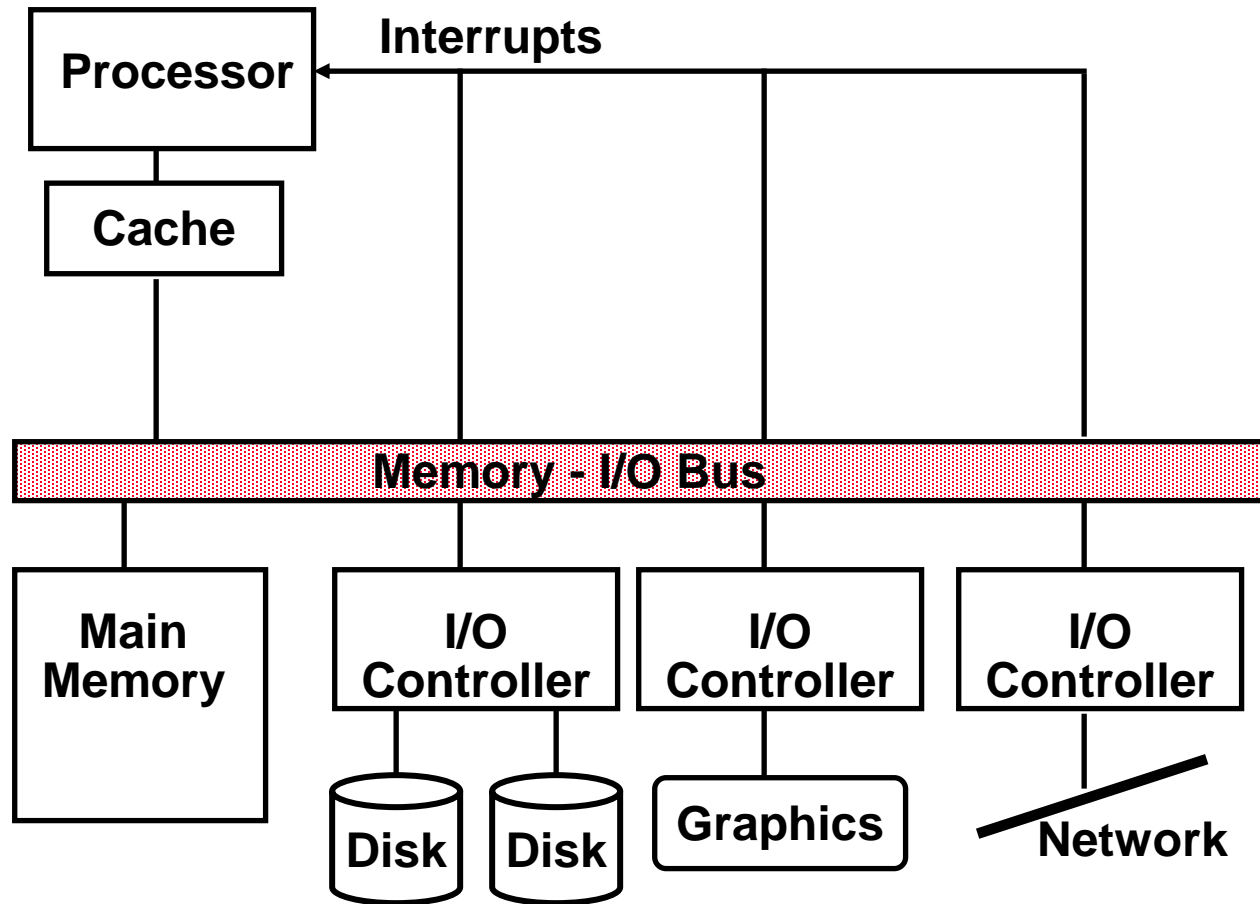 Interrupts
Processor
Cache
Memory - I/O Bus
Main
Memory
I/O
Controller
I/O
Controller
I/O
Controller
Disk
Disk
Graphics
Network